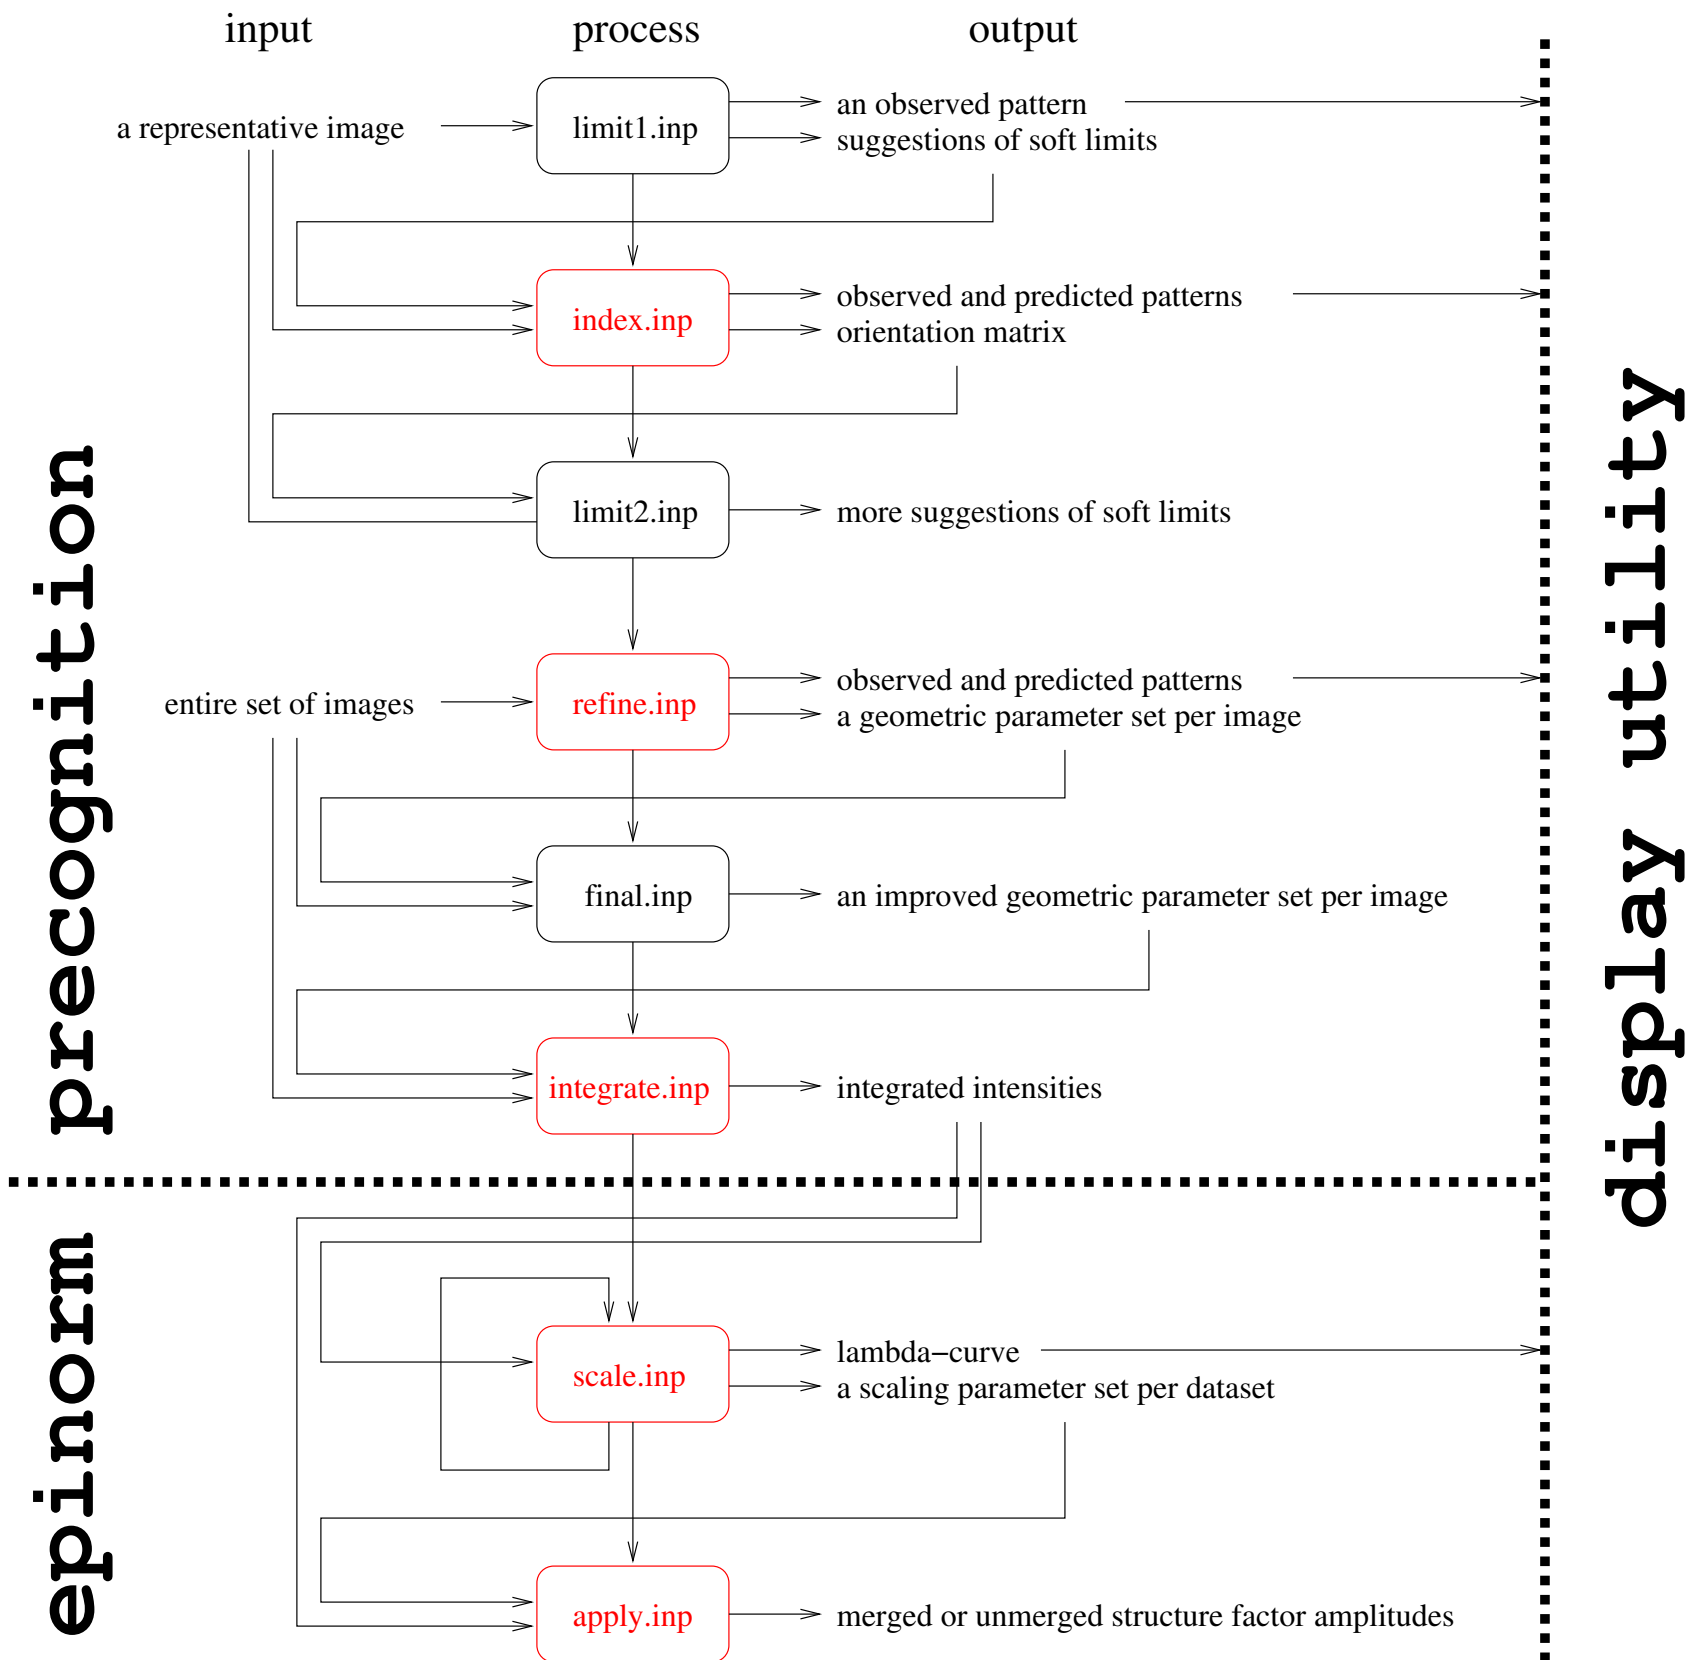 input process output
a representative image
limit1.inp
an observed pattern
suggestions of soft limits
index.inp
observed and predicted patterns
orientation matrix
limit2.inp
more suggestions of soft limits
entire set of images
refine.inp
observed and predicted patterns
a geometric parameter set per image
final.inp
an improved geometric parameter set per image
integrate.inp
integrated intensities
scale.inp
lambda−curve
a scaling parameter set per dataset
apply.inp
merged or unmerged structure factor amplitudes
precognition
epinorm
display utility